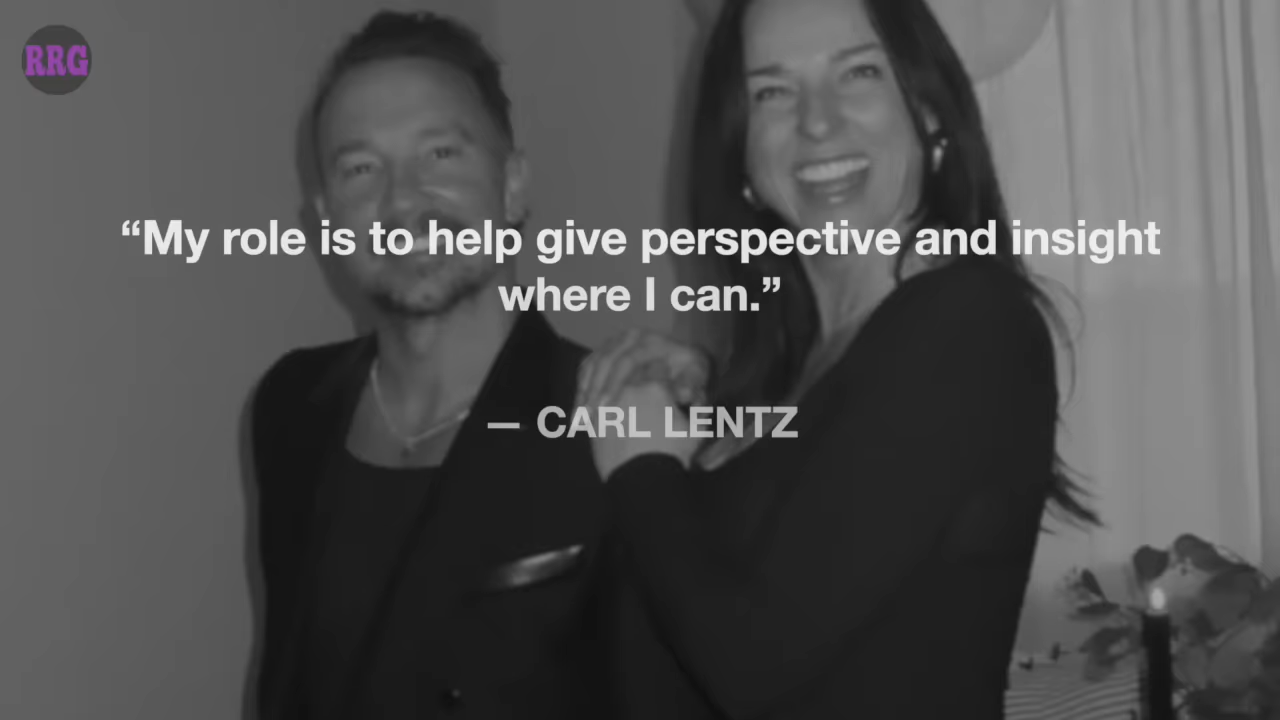 RRG
“My role is to help give perspective and insight
where I can.”
— CARL LENTZ